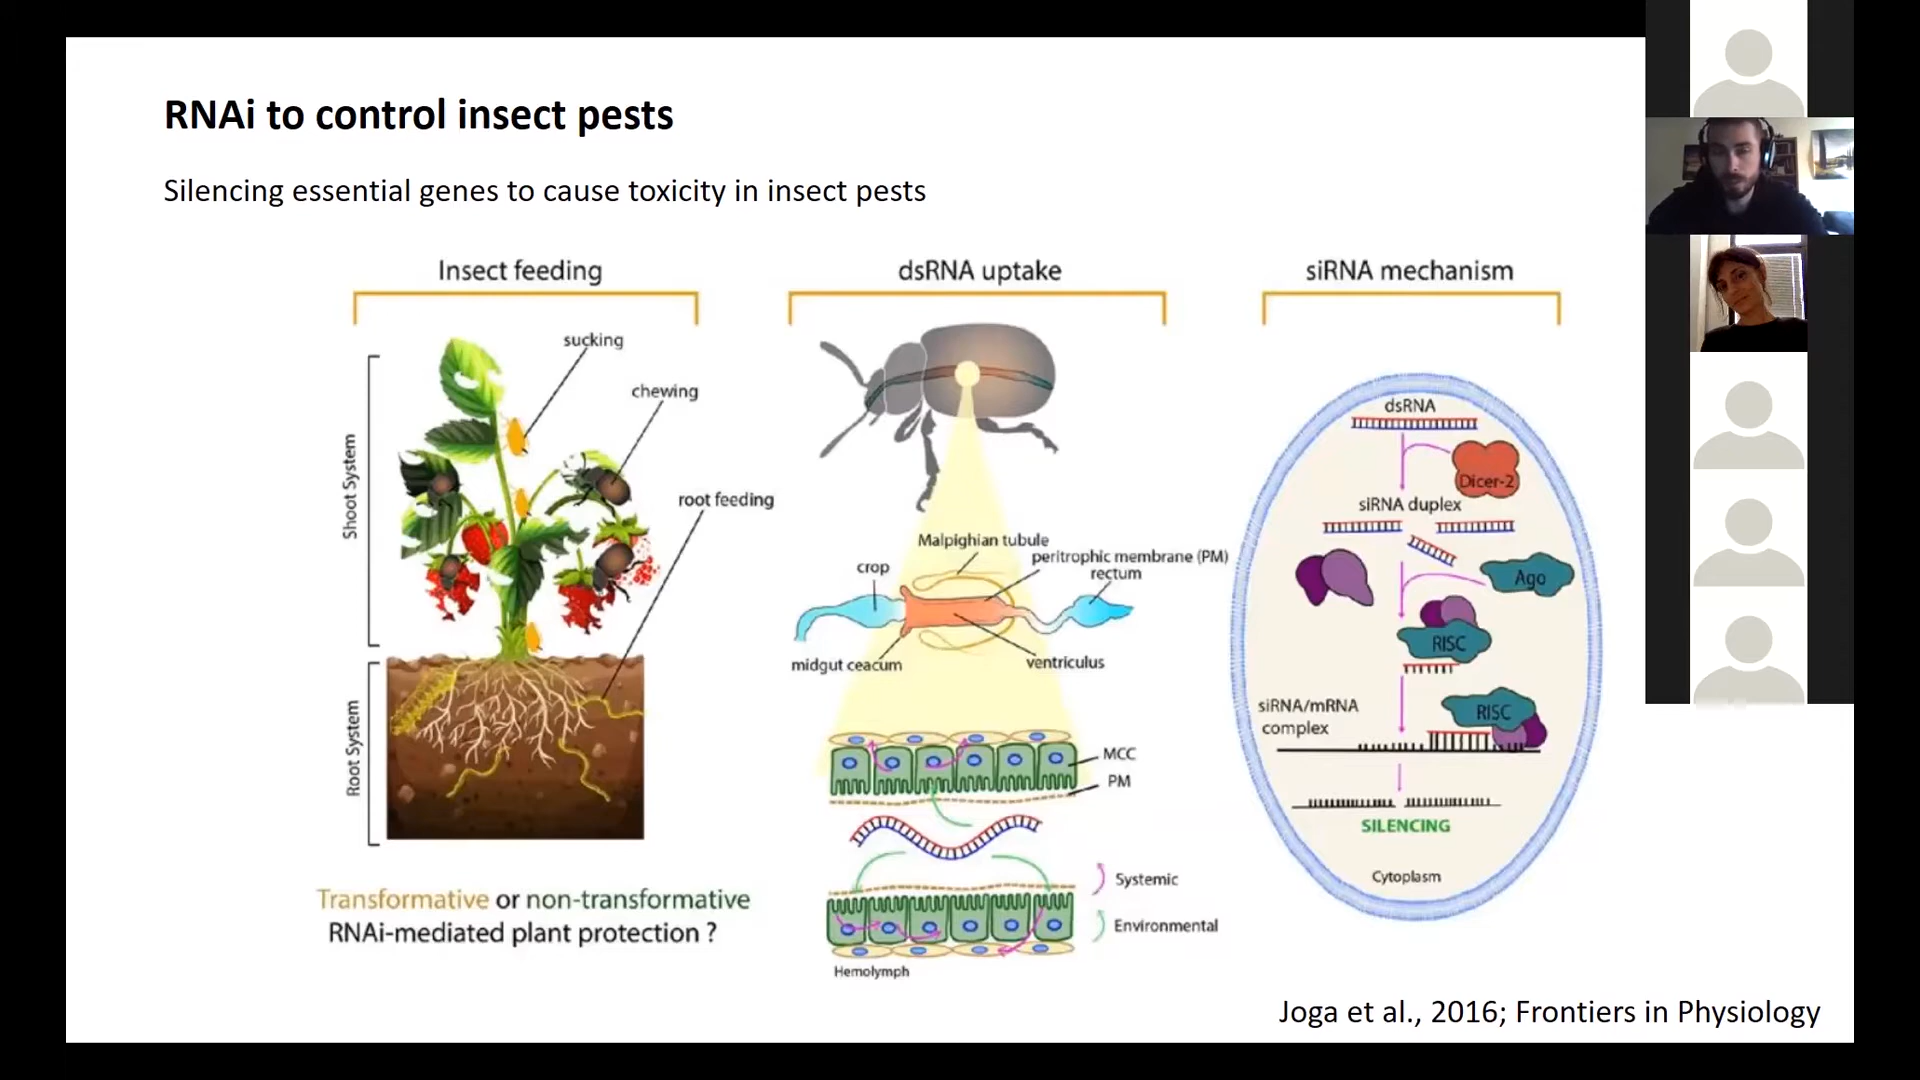 RNAi to control insect pests
Silencing essential genes to cause toxicity in insect pests
Insect feeding
sucking
chewing
root feeding
Shoot System
Root System
Transformative or non-transformative
RNAi-mediated plant protection ?
dsRNA uptake
Malpighian tubule
peritrophic membrane (PM)
crop
rectum
midgut ceacum
ventriculus
MCC
PM
Systemic
Environmental
Hemolymph
siRNA mechanism
dsRNA
Dicer-2
siRNA duplex
Ago
RISC
siRNA/mRNA
complex
RISC
SILENCING
Cytoplasm
Joga et al., 2016; Frontiers in Physiology